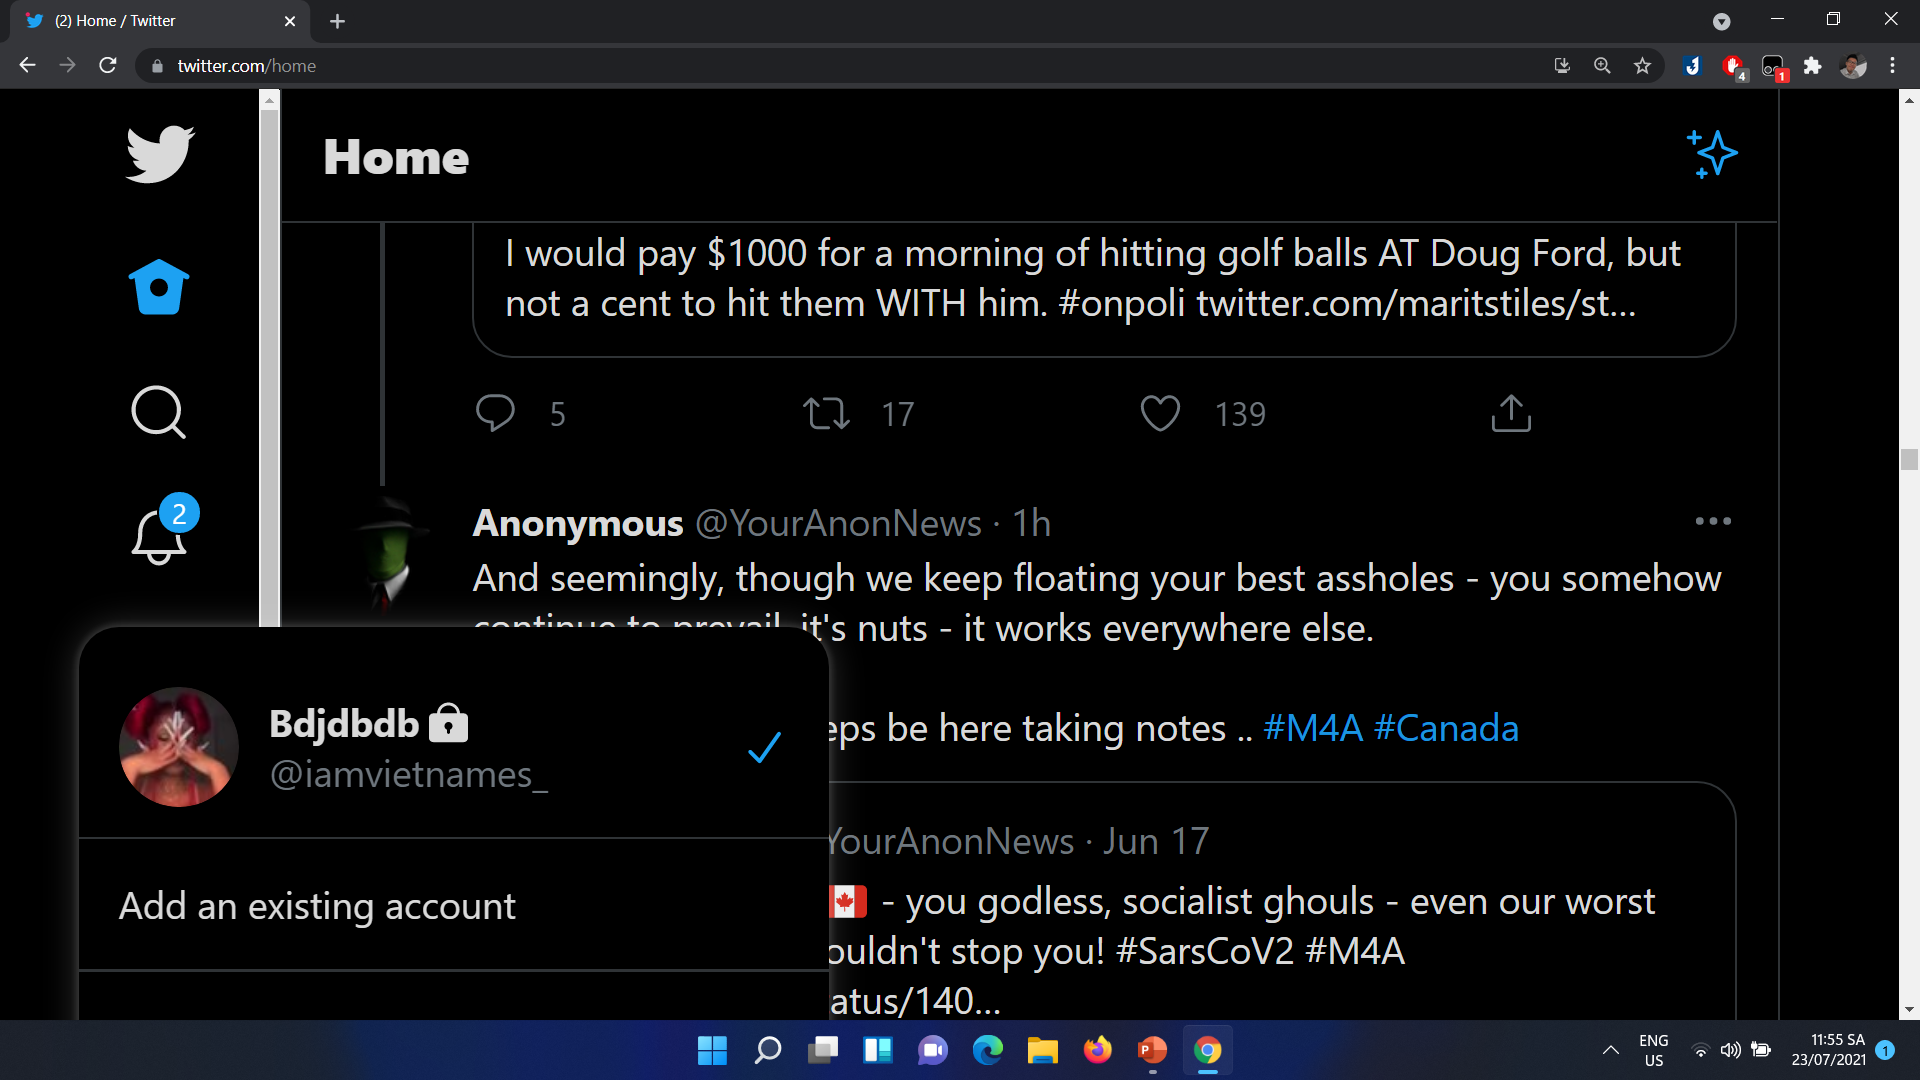 (2) Home / Twitter
twitter.com/home
4
1
Home
I would pay $1000 for a morning of hitting golf balls AT Doug Ford, but
not a cent to hit them WITH him. #onpoli twitter.com/maritstiles/st...
5
17
139
2
Anonymous @YourAnonNews · 1h
And seemingly, though we keep floating your best assholes - you somehow
continue to prevail, it's nuts - it works everywhere else.
eps be here taking notes .. #M4A #Canada
Bdjdbdb
@iamvietnames_
YourAnonNews · Jun 17
Add an existing account
- you godless, socialist ghouls - even our worst
ouldn't stop you! #SarsCoV2 #M4A
atus/140...
ENG
US
11:55 SA
23/07/2021
1